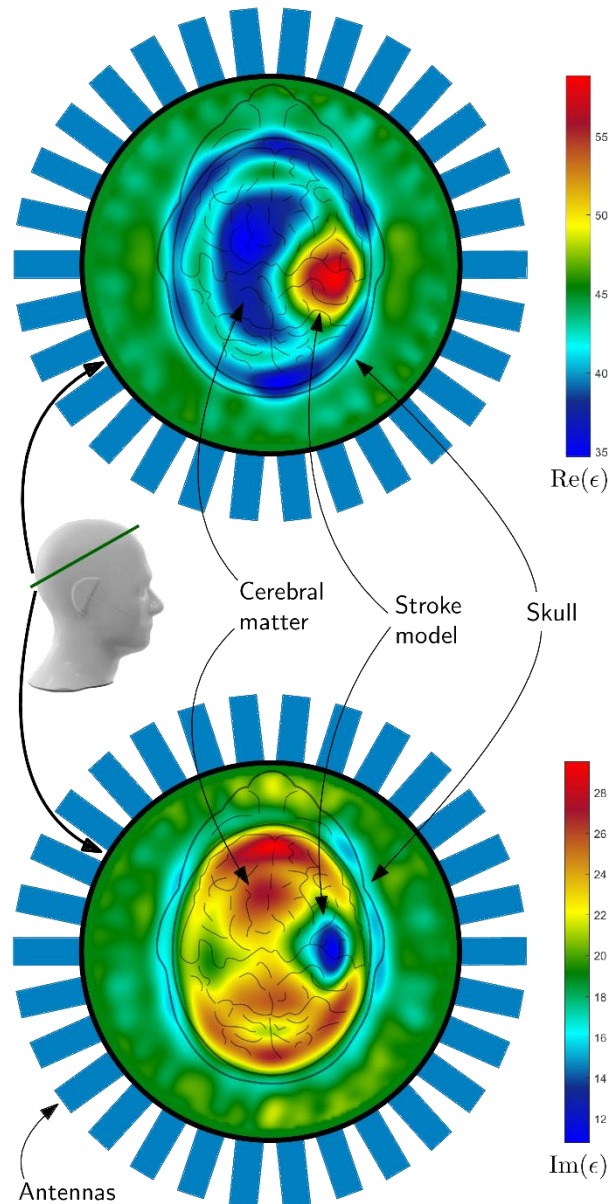 55
50
45
40
35
Re(ϵ)
Cerebral
matter
Stroke
model
Skull
28
26
24
22
20
18
16
14
12
Im(ϵ)
Antennas